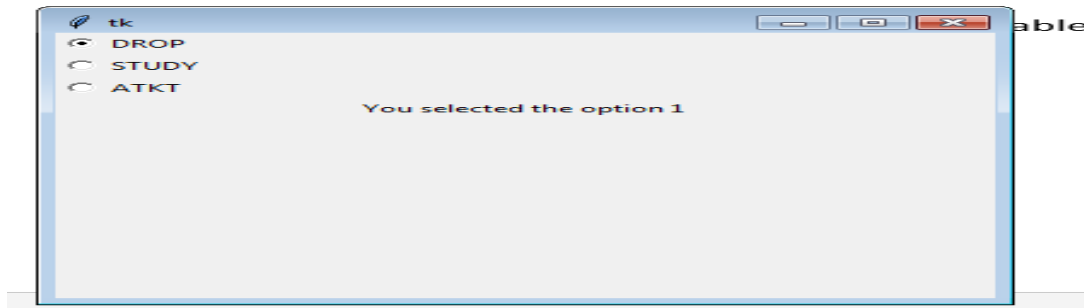 tk
able
DROP
STUDY
ATKT
You selected the option 1